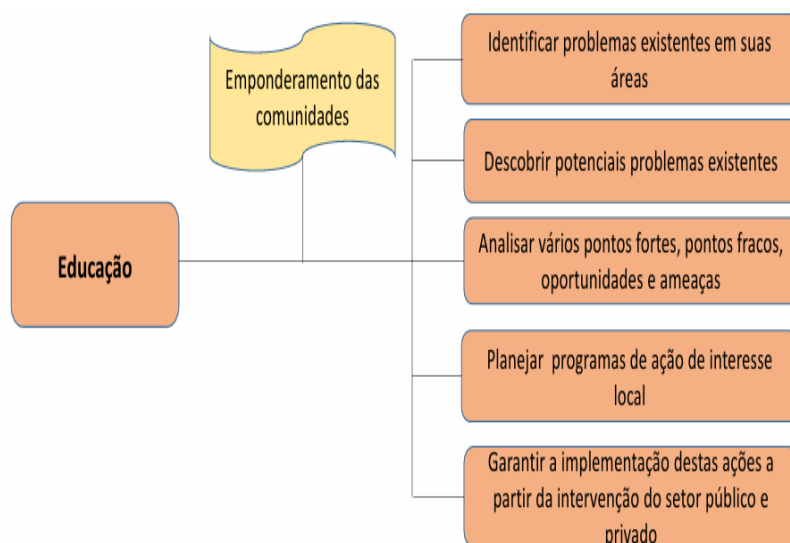 Emponderamento das
comunidades
Educação
Identificar problemas existentes em suas
áreas
Descobrir potenciais problemas existentes
Analisar vários pontos fortes, pontos fracos,
oportunidades e ameaças
Planejar programas de ação de interesse
local
Garantir a implementação destas ações a
partir da intervenção do setor público e
privado